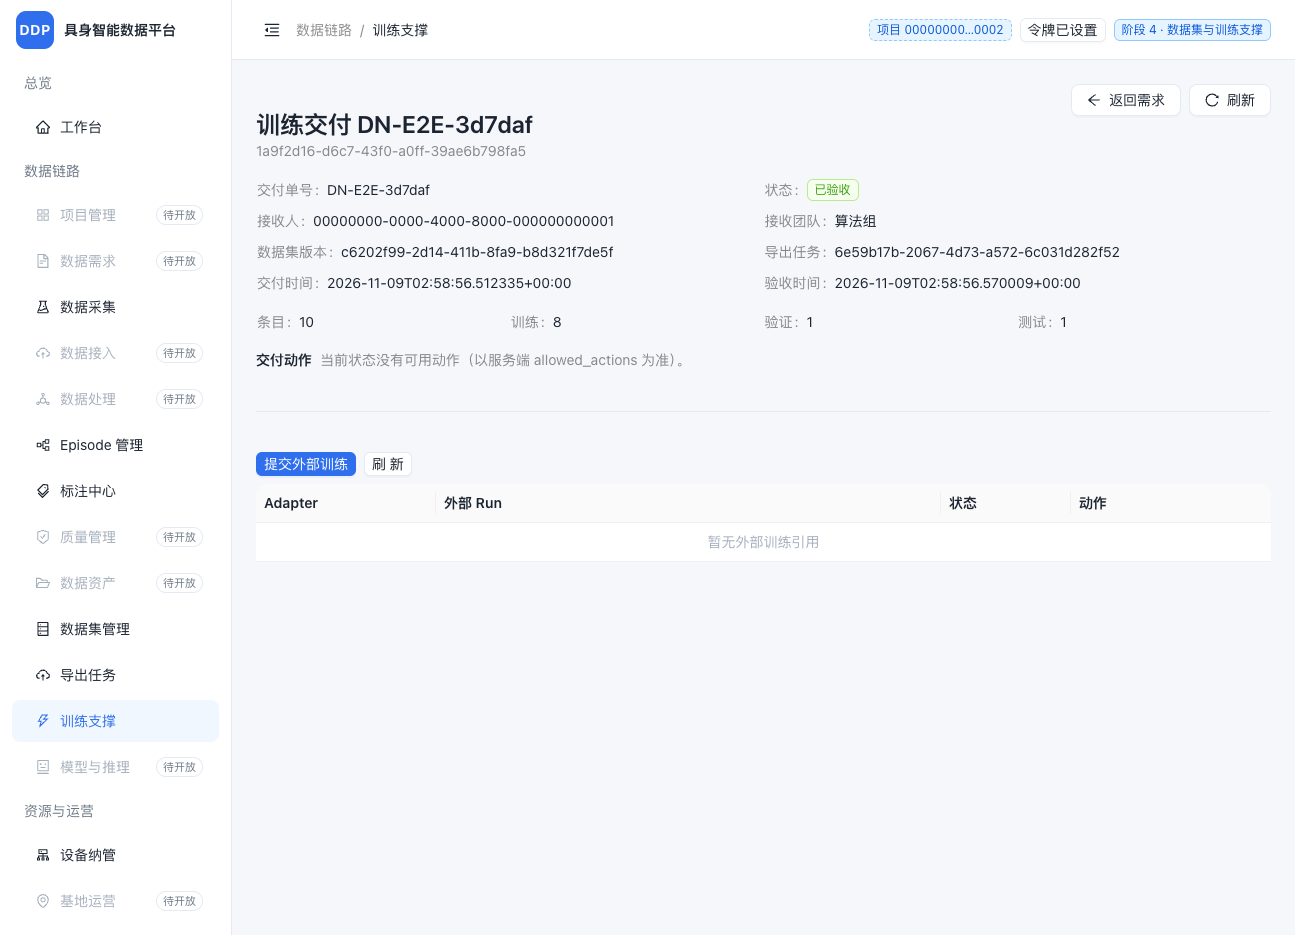 DDP 具身智能数据平台
总览
工作台
数据链路
项目管理 待开放
数据需求 待开放
数据采集
数据接入 待开放
数据处理 待开放
Episode 管理
标注中心
质量管理 待开放
数据资产 待开放
数据集管理
导出任务
训练支撑
模型与推理 待开放
资源与运营
设备纳管
基地运营 待开放
数据链路 / 训练支撑
项目 00000000...0002 令牌已设置 阶段 4 · 数据集与训练支撑
返回需求 刷新
训练交付 DN-E2E-3d7daf
1a9f2d16-d6c7-43f0-a0ff-39ae6b798fa5
交付单号: DN-E2E-3d7daf 状态: 已验收
接收人: 00000000-0000-4000-8000-000000000001 接收团队: 算法组
数据集版本: c6202f99-2d14-411b-8fa9-b8d321f7de5f 导出任务: 6e59b17b-2067-4d73-a572-6c031d282f52
交付时间: 2026-11-09T02:58:56.512335+00:00 验收时间: 2026-11-09T02:58:56.570009+00:00
条目: 10 训练: 8 验证: 1 测试: 1
交付动作 当前状态没有可用动作（以服务端 allowed_actions 为准）。
提交外部训练 刷 新
Adapter 外部 Run 状态 动作
暂无外部训练引用